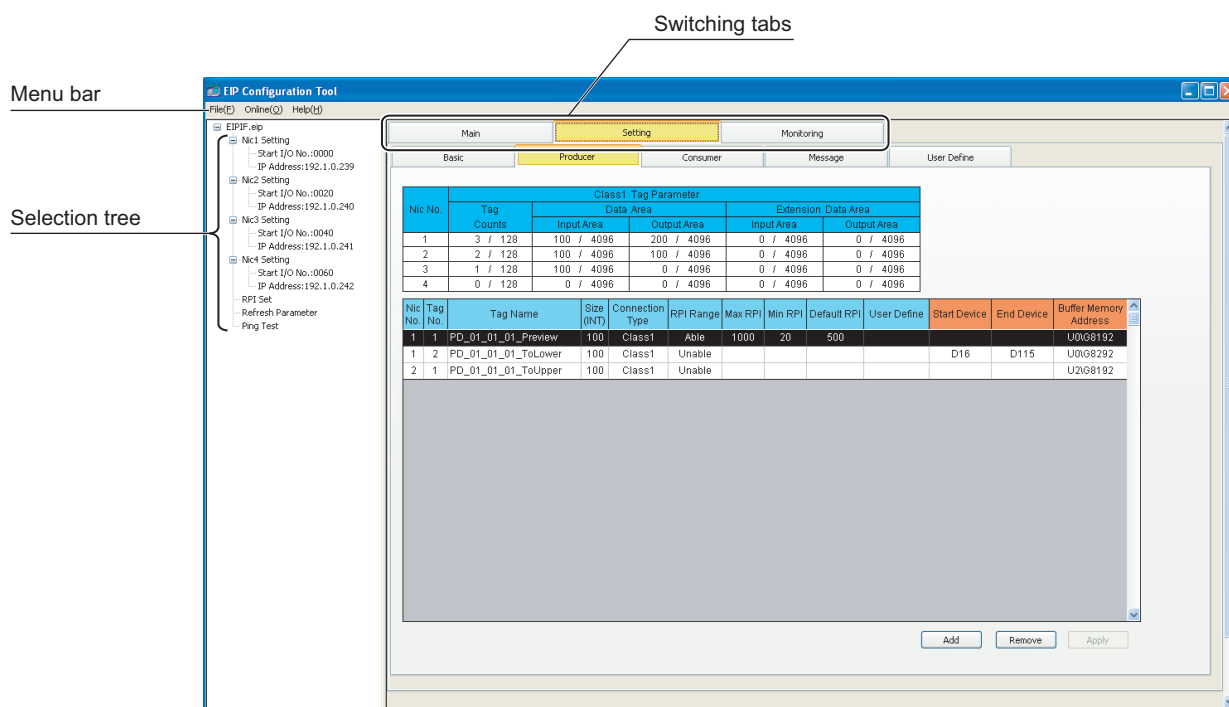 Switching tabs
Menu bar
EIP Configuration Tool
File(F) Online(O) Help(H)
EIPIF.eip
Nic1 Setting
Start I/O No.:0000
IP Address:192.1.0.239
Nic2 Setting
Start I/O No.:0020
IP Address:192.1.0.240
Nic3 Setting
Start I/O No.:0040
IP Address:192.1.0.241
Nic4 Setting
Start I/O No.:0060
IP Address:192.1.0.242
RPI Set
Refresh Parameter
Ping Test
Selection tree
Main Setting Monitoring
Basic Producer Consumer Message User Define
Nic No. Class1 Tag Parameter
Tag Counts Data Area Extension Data Area
Input Area Output Area Input Area Output Area
1 3 / 128 100 / 4096 200 / 4096 0 / 4096 0 / 4096
2 2 / 128 100 / 4096 100 / 4096 0 / 4096 0 / 4096
3 1 / 128 100 / 4096 0 / 4096 0 / 4096 0 / 4096
4 0 / 128 0 / 4096 0 / 4096 0 / 4096 0 / 4096
Nic No. Tag No. Tag Name Size (INT) Connection Type RPI Range Max RPI Min RPI Default RPI User Define Start Device End Device Buffer Memory Address
1 1 PD_01_01_01_Preview 100 Class1 Able 1000 20 500 U0\G8192
1 2 PD_01_01_01_ToLower 100 Class1 Unable D16 D115 U0\G8292
2 1 PD_01_01_01_ToUpper 100 Class1 Unable U2\G8192
Add Remove Apply